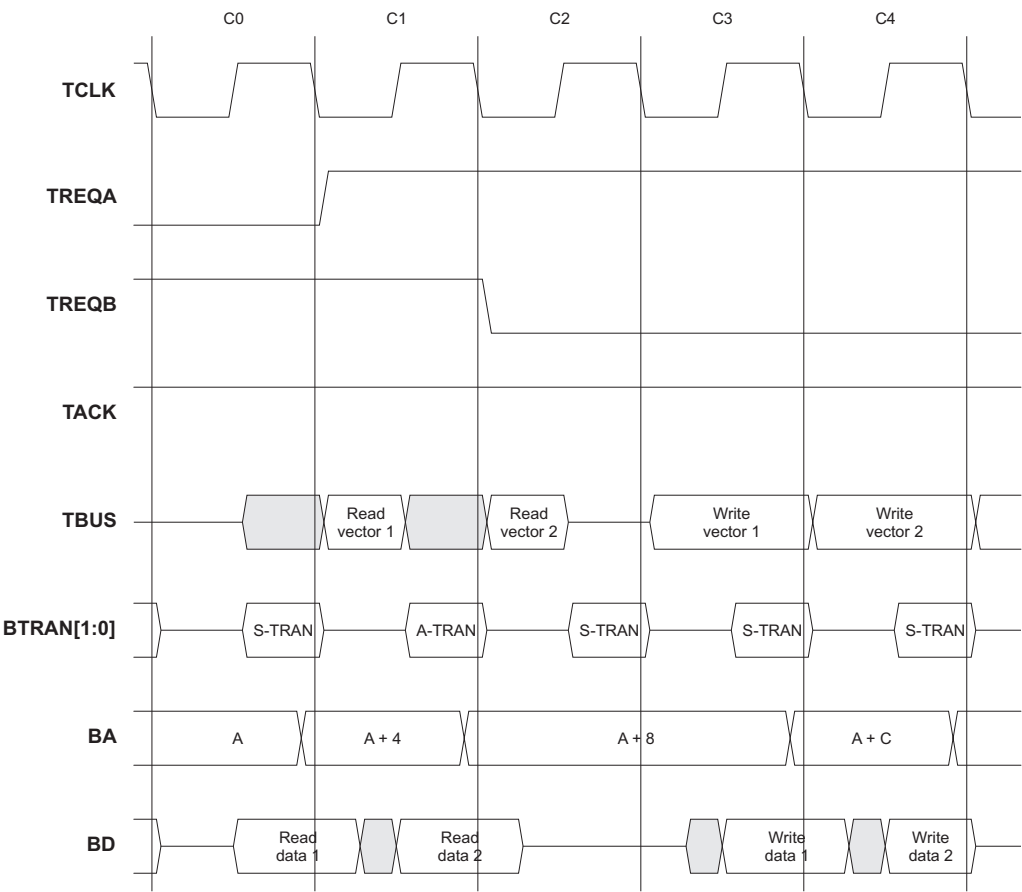 C0 C1 C2 C3 C4
TCLK
TREQA
TREQB
TACK
TBUS
Read
vector 1
Read
vector 2
Write
vector 1
Write
vector 2
BTRAN[1:0]
S-TRAN A-TRAN S-TRAN S-TRAN S-TRAN
BA
A A + 4 A + 8 A + C
BD
Read
data 1
Read
data 2
Write
data 1
Write
data 2